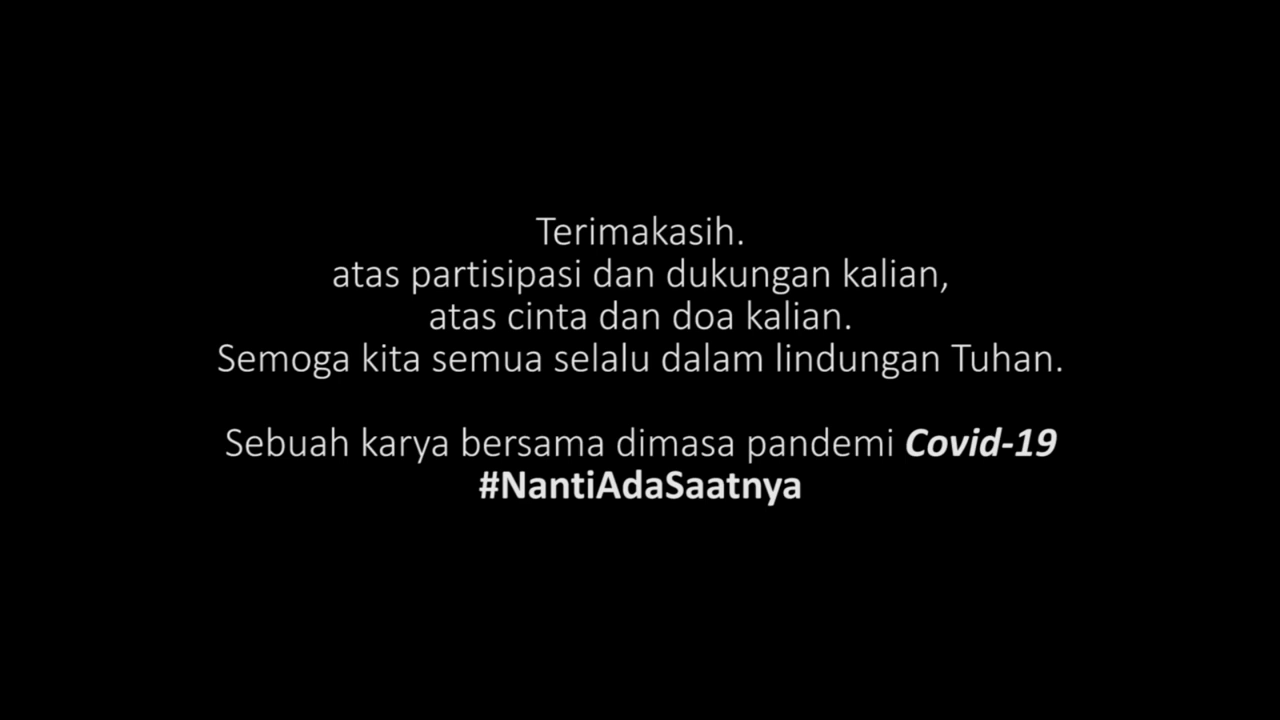 Terimakasih.
atas partisipasi dan dukungan kalian,
atas cinta dan doa kalian.
Semoga kita semua selalu dalam lindungan Tuhan.
Sebuah karya bersama dimasa pandemi Covid-19
#NantiAdaSaatnya